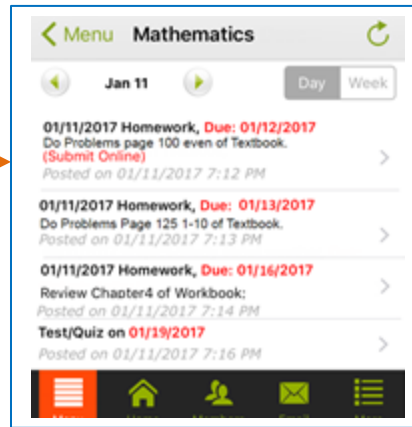 Menu Mathematics
Jan 11 Day Week
01/11/2017 Homework, Due: 01/12/2017
Do Problems page 100 even of Textbook.
(Submit Online)
Posted on 01/11/2017 7:12 PM
01/11/2017 Homework, Due: 01/13/2017
Do Problems Page 125 1-10 of Textbook.
Posted on 01/11/2017 7:13 PM
01/11/2017 Homework, Due: 01/16/2017
Review Chapter4 of Workbook;
Posted on 01/11/2017 7:14 PM
Test/Quiz on 01/19/2017
Posted on 01/11/2017 7:16 PM